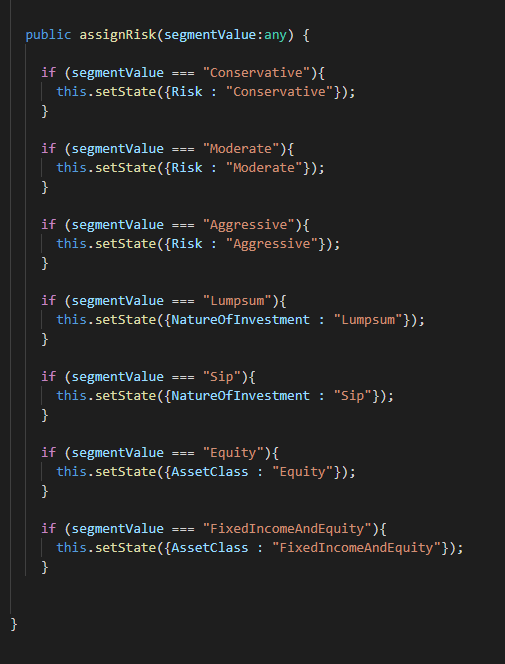 public assignRisk(segmentValue:any) {
if (segmentValue === "Conservative"){
this.setState({Risk : "Conservative"});
}
if (segmentValue === "Moderate"){
this.setState({Risk : "Moderate"});
}
if (segmentValue === "Aggressive"){
this.setState({Risk : "Aggressive"});
}
if (segmentValue === "Lumpsum"){
this.setState({NatureOfInvestment : "Lumpsum"});
}
if (segmentValue === "Sip"){
this.setState({NatureOfInvestment : "Sip"});
}
if (segmentValue === "Equity"){
this.setState({AssetClass : "Equity"});
}
if (segmentValue === "FixedIncomeAndEquity"){
this.setState({AssetClass : "FixedIncomeAndEquity"});
}
}